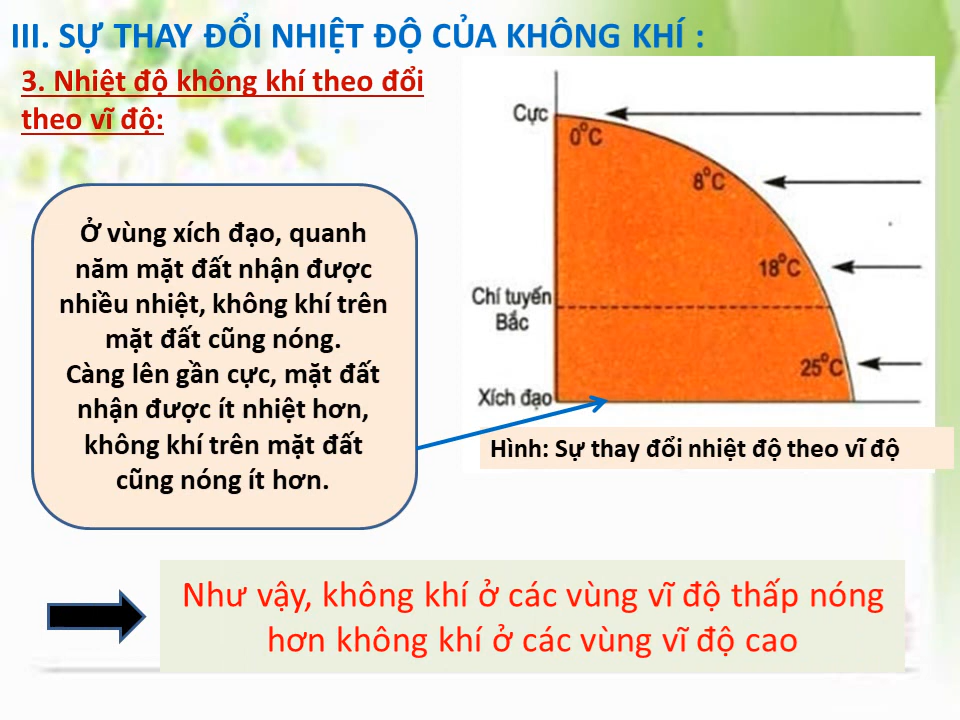 III. SỰ THAY ĐỔI NHIỆT ĐỘ CỦA KHÔNG KHÍ :
3. Nhiệt độ không khí theo đổi
theo vĩ độ:
Ở vùng xích đạo, quanh
năm mặt đất nhận được
nhiều nhiệt, không khí trên
mặt đất cũng nóng.
Càng lên gần cực, mặt đất
nhận được ít nhiệt hơn,
không khí trên mặt đất
cũng nóng ít hơn.
Cực
0°C
8°C
18°C
Chí tuyến
Bắc
25°C
Xích đạo
Hình: Sự thay đổi nhiệt độ theo vĩ độ
Như vậy, không khí ở các vùng vĩ độ thấp nóng
hơn không khí ở các vùng vĩ độ cao